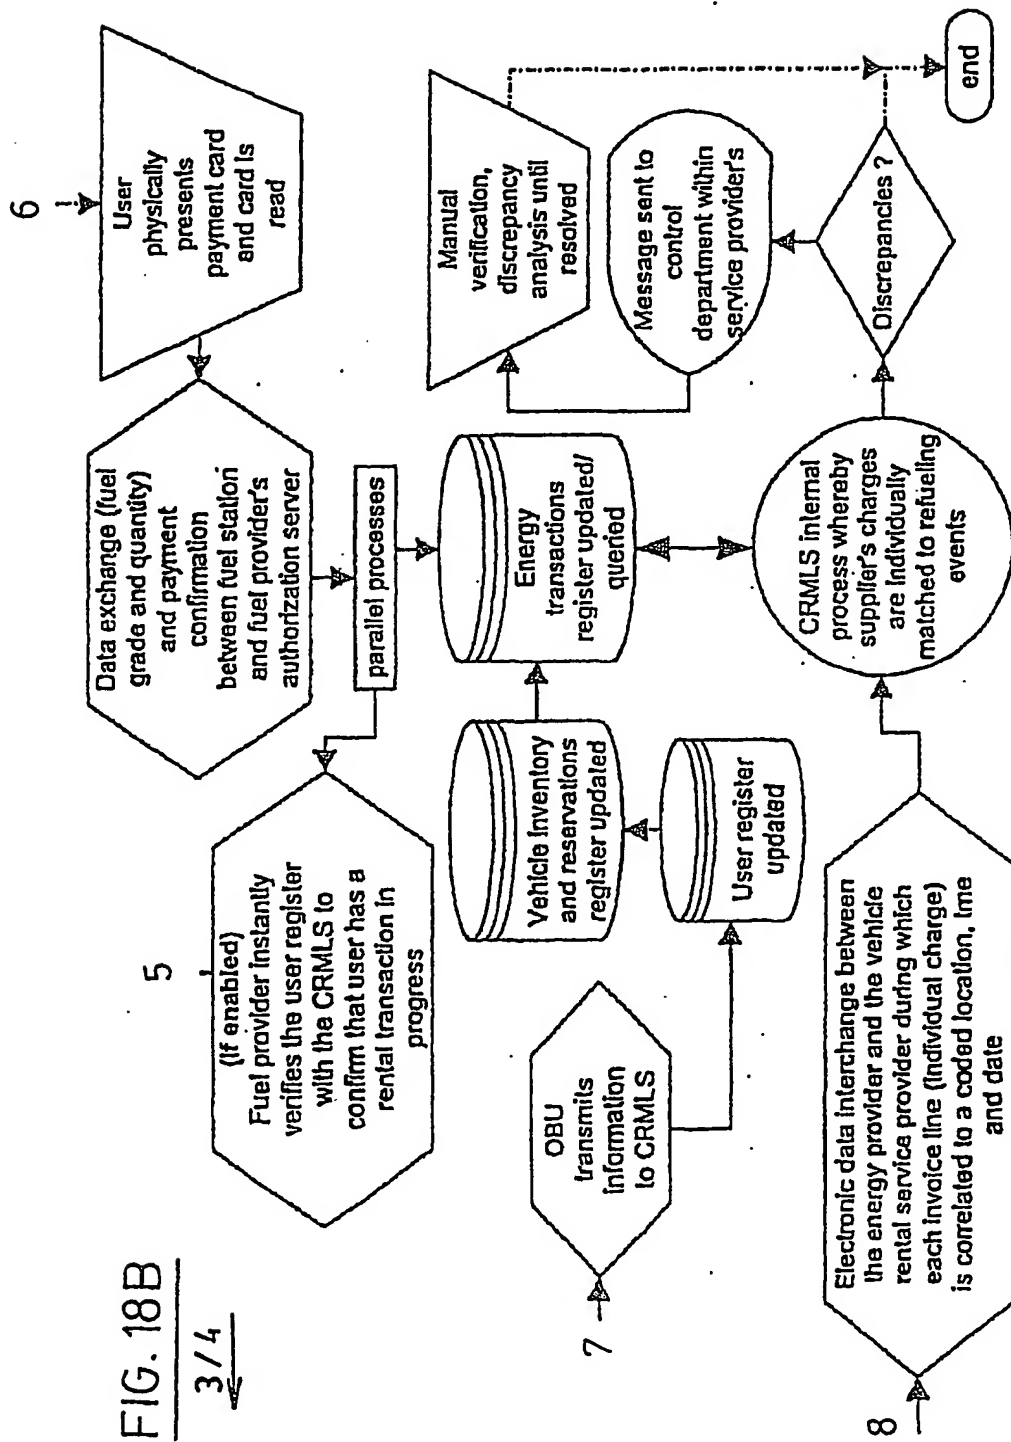 FIG. 18B
3/4
6
User
physically
presents
payment card
and card is
read
Data exchange (fuel
grade and quantity)
and payment
confirmation
between fuel station
and fuel provider's
authorization server
parallel processes
5
(If enabled)
Fuel provider instantly
verifies the user register
with the CRMLS to
confirm that user has a
rental transaction in
progress
7
OBU
transmits
information
to CRMLS
User register
updated
Vehicle Inventory
and reservations
register updated
Energy
transactions
register updated/
queried
8
Electronic data interchange between
the energy provider and the vehicle
rental service provider during which
each invoice line (Individual charge)
is correlated to a coded location, ime
and date
CRMLS internal
process whereby
supplier's charges
are Individually
matched to refueling
events
Discrepancies ?
Message sent to
control
department within
service provider's
Manual
verification,
discrepancy
analysis until
resolved
end